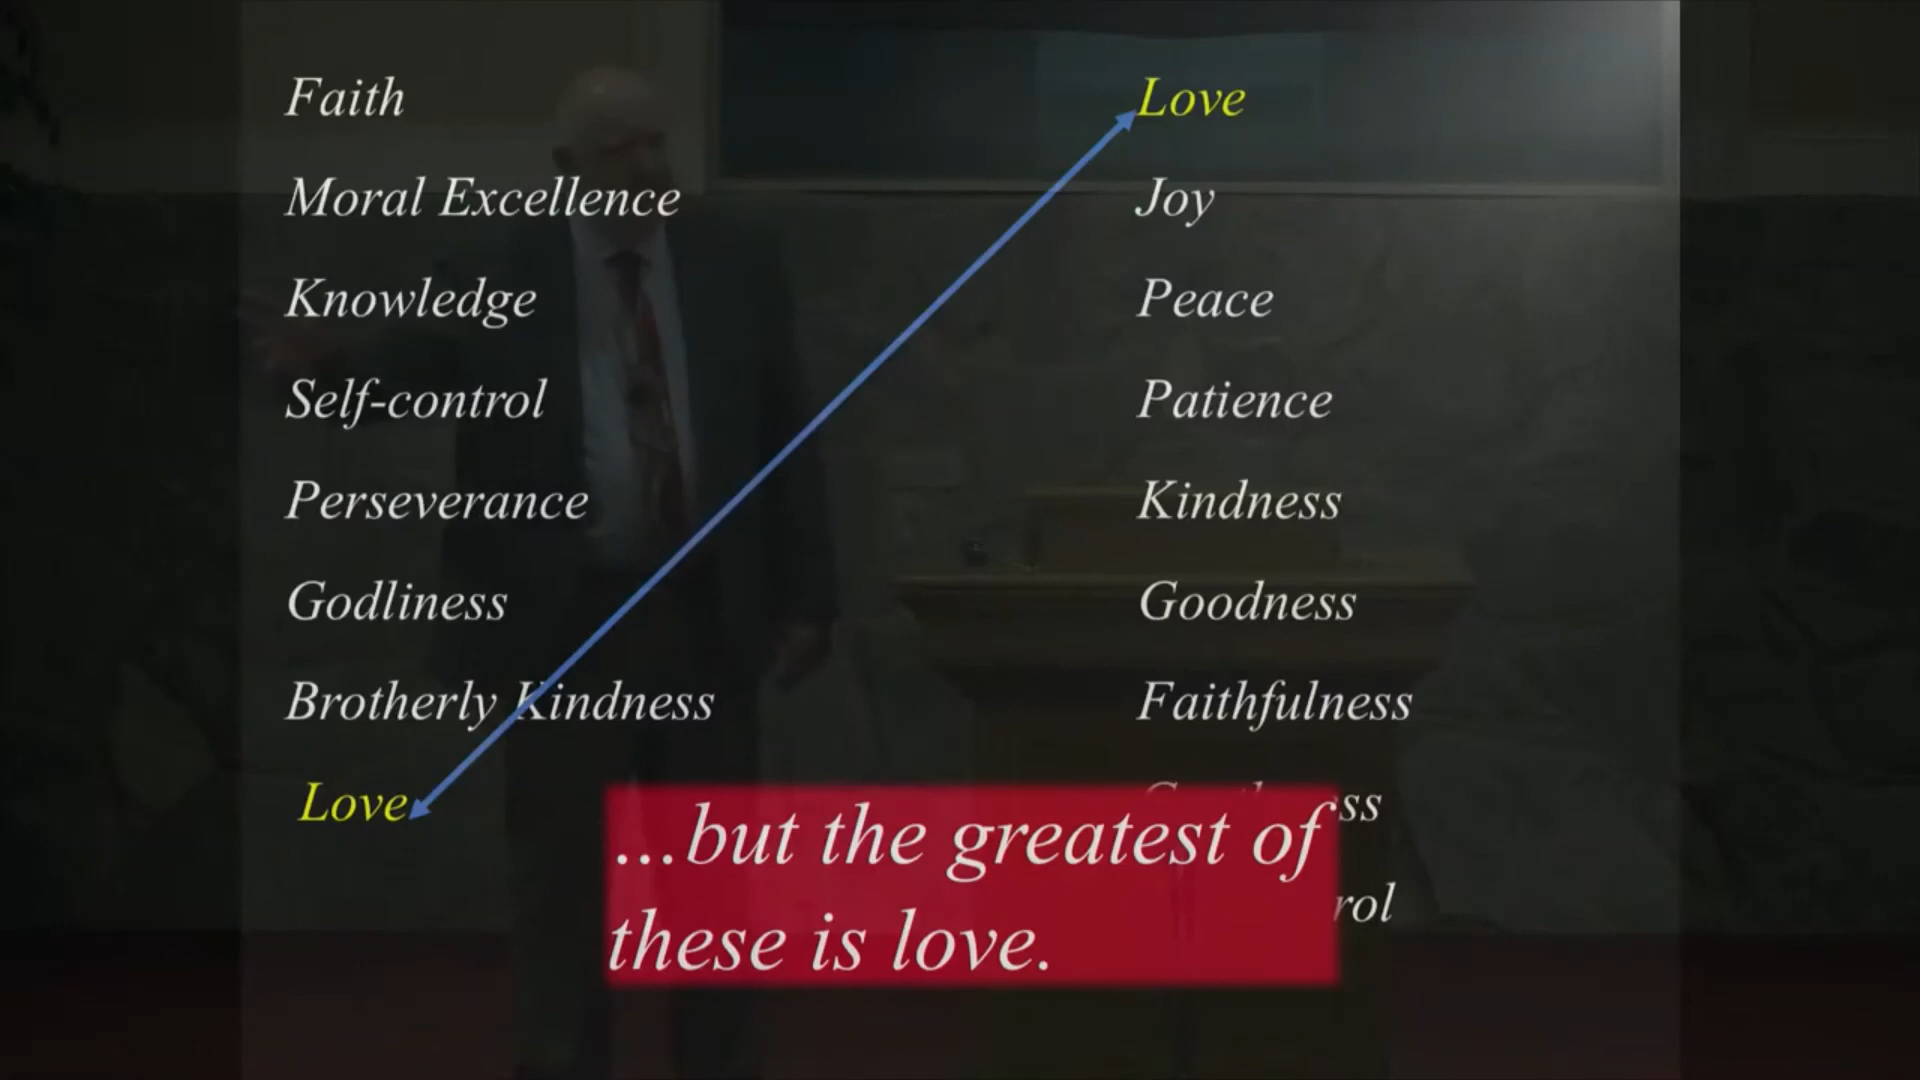 Faith
Moral Excellence
Knowledge
Self-control
Perseverance
Godliness
Brotherly Kindness
Love
Love
Joy
Peace
Patience
Kindness
Goodness
Faithfulness
...but the greatest of
these is love.